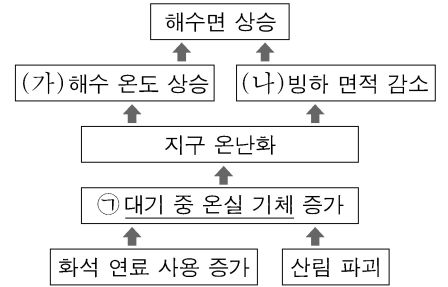 해수면 상승
(가)해수 온도 상승
(나)빙하 면적 감소
지구 온난화
㉠ 대기 중 온실 기체 증가
화석 연료 사용 증가
산림 파괴